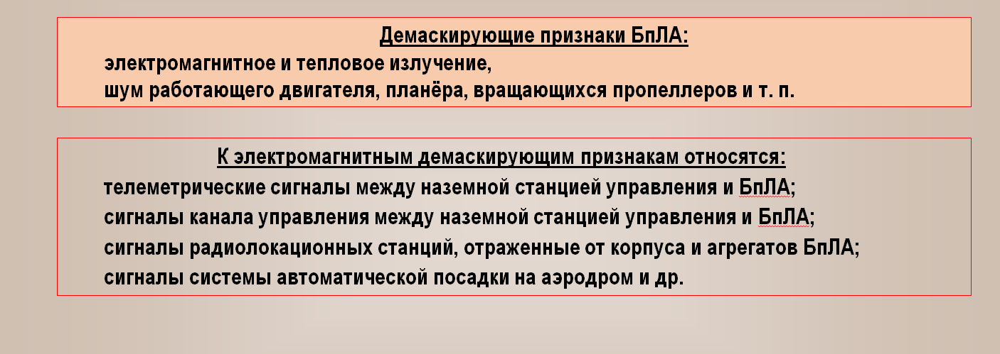 Демаскирующие признаки БпЛА:
электромагнитное и тепловое излучение,
шум работающего двигателя, планёра, вращающихся пропеллеров и т. п.
К электромагнитным демаскирующим признакам относятся:
телеметрические сигналы между наземной станцией управления и БпЛА;
сигналы канала управления между наземной станцией управления и БпЛА;
сигналы радиолокационных станций, отраженные от корпуса и агрегатов БпЛА;
сигналы системы автоматической посадки на аэродром и др.